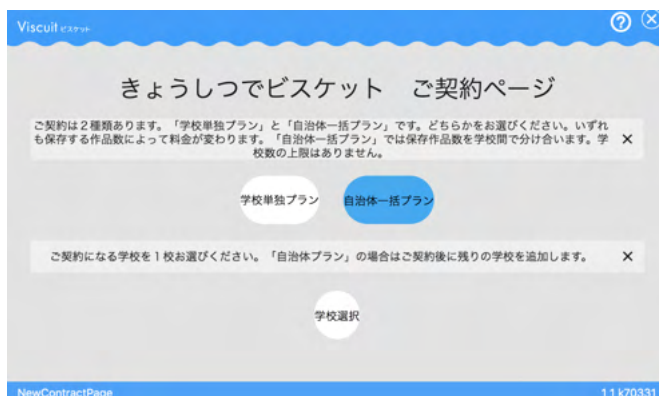 Viscuit ビスケット
?
きょうしつでビスケット ご契約ページ
ご契約は２種類あります。「学校単独プラン」と「自治体一括プラン」です。どちらかをお選びください。いずれ
も保存する作品数によって料金が変わります。「自治体一括プラン」では保存作品数を学校間で分け合います。学
校数の上限はありません。
学校単独プラン
自治体一括プラン
ご契約になる学校を１校お選びください。「自治体プラン」の場合はご契約後に残りの学校を追加します。
学校選択
NewContractPage
1.1 k70331